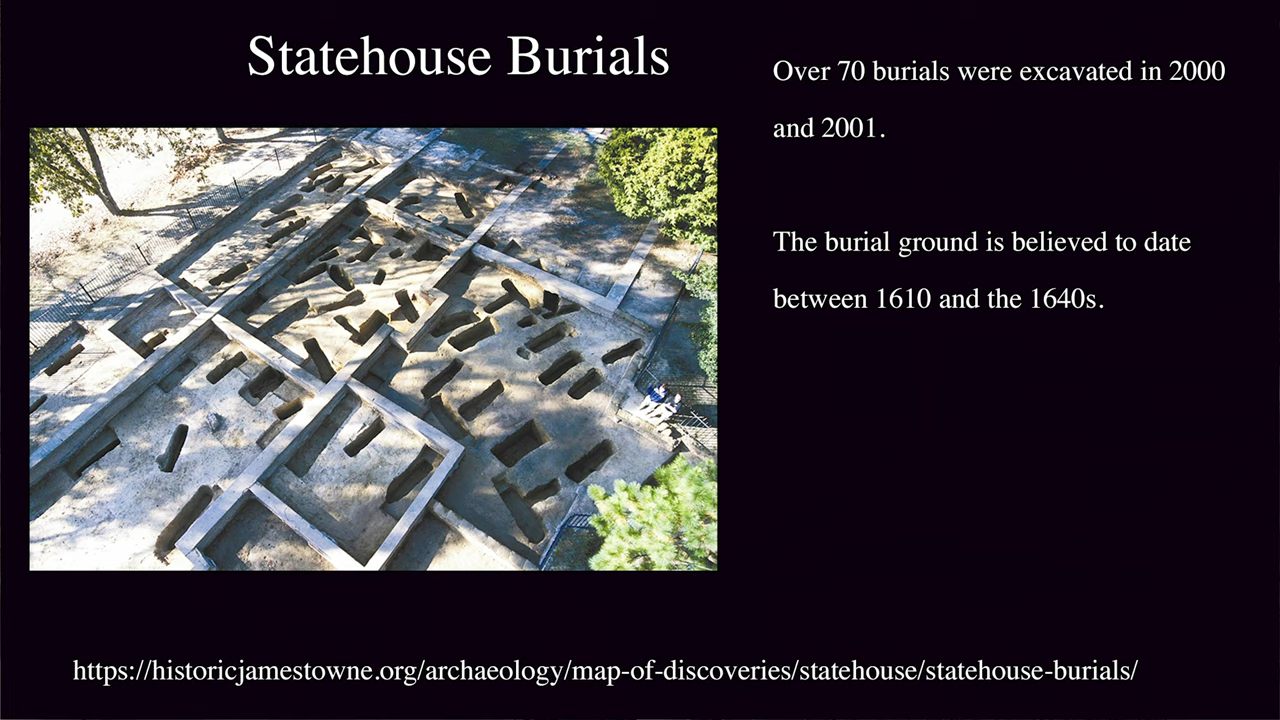 Statehouse Burials
Over 70 burials were excavated in 2000
and 2001.
The burial ground is believed to date
between 1610 and the 1640s.
https://historicjamestowne.org/archaeology/map-of-discoveries/statehouse/statehouse-burials/